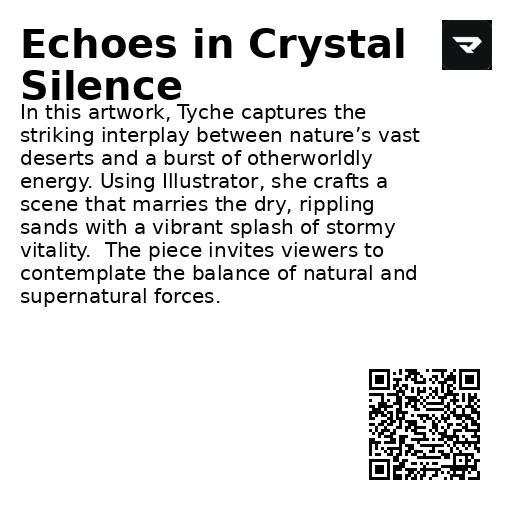 Echoes in Crystal
Silence
In this artwork, Tyche captures the
striking interplay between nature’s vast
deserts and a burst of otherworldly
energy. Using Illustrator, she crafts a
scene that marries the dry, rippling
sands with a vibrant splash of stormy
vitality.  The piece invites viewers to
contemplate the balance of natural and
supernatural forces.